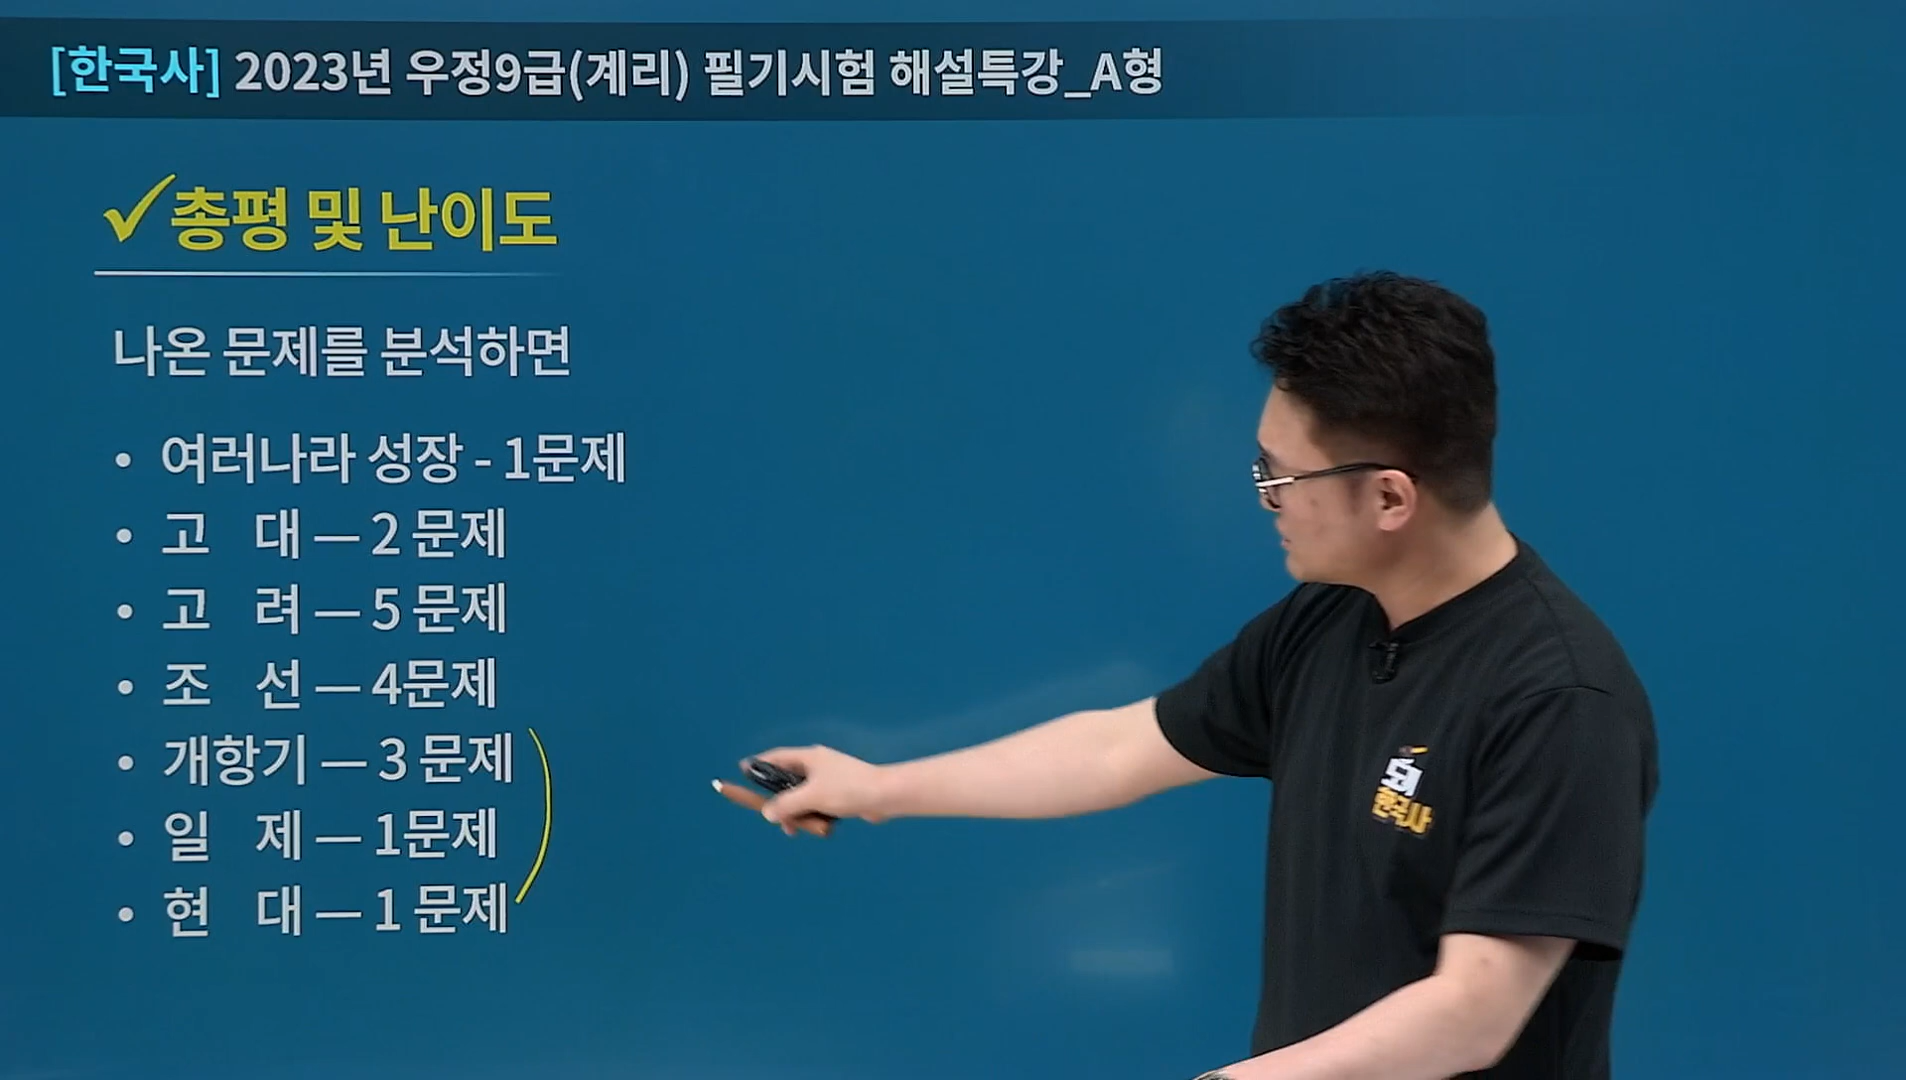 [한국사] 2023년 우정9급(계리) 필기시험 해설특강_A형
✓총평 및 난이도
나온 문제를 분석하면
• 여러나라 성장 - 1문제
• 고 대 — 2 문제
• 고 려 — 5 문제
• 조 선 — 4문제
• 개항기 — 3 문제
• 일 제 — 1문제
• 현 대 — 1 문제
한국사